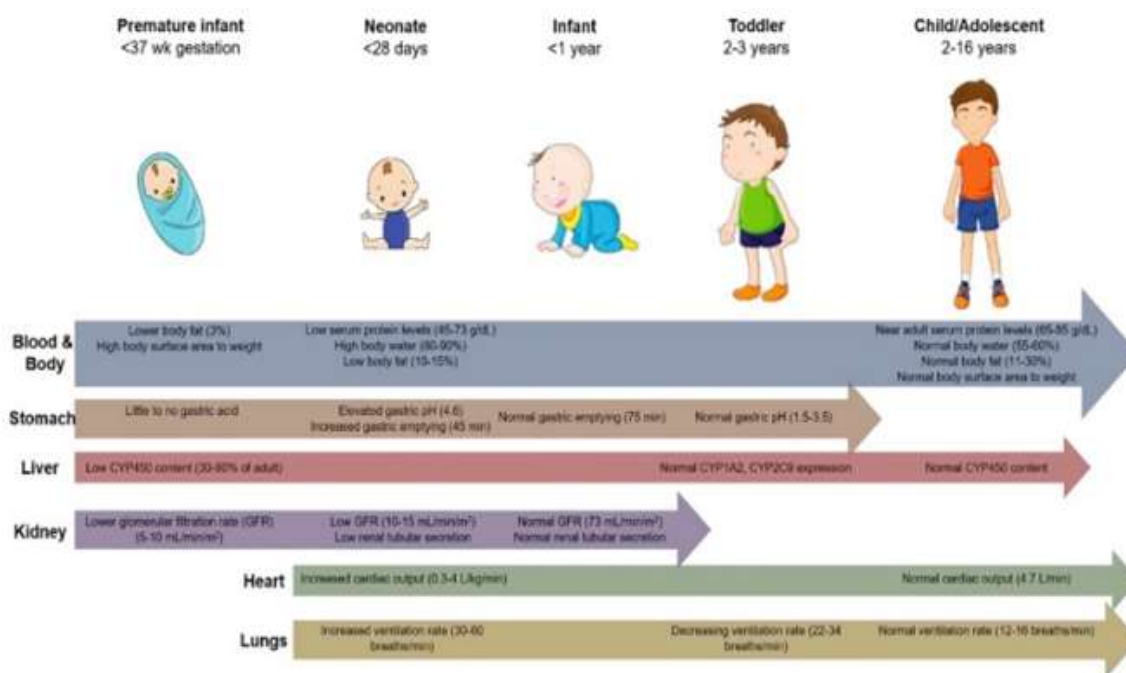 Premature infant
<37 wk gestation
Neonate
<28 days
Infant
<1 year
Toddler
2-3 years
Child/Adolescent
2-16 years
Blood &
Body
Lower body fat (3%)
High body surface area to weight
Low serum protein levels (45-73 g/dL)
High body water (80-90%)
Low body fat (10-15%)
Near adult serum protein levels (65-85 g/dL)
Normal body water (55-60%)
Normal body fat (11-30%)
Normal body surface area to weight
Stomach
Little to no gastric acid
Elevated gastric pH (4.6)
Increased gastric emptying (45 min)
Normal gastric emptying (75 min)
Normal gastric pH (1.5-3.5)
Liver
Low CYP450 content (30-60% of adult)
Normal CYP1A2, CYP2C9 expression
Normal CYP450 content
Kidney
Lower glomerular filtration rate (GFR)
(5-10 mL/min/m²)
Low GFR (10-15 mL/min/m²)
Low renal tubular secretion
Normal GFR (73 mL/min/m²)
Normal renal tubular secretion
Heart
Increased cardiac output (0.3-4 L/kg/min)
Normal cardiac output (4.7 L/min)
Lungs
Increased ventilation rate (30-60
breaths/min)
Decreasing ventilation rate (22-34
breaths/min)
Normal ventilation rate (12-16 breaths/min)